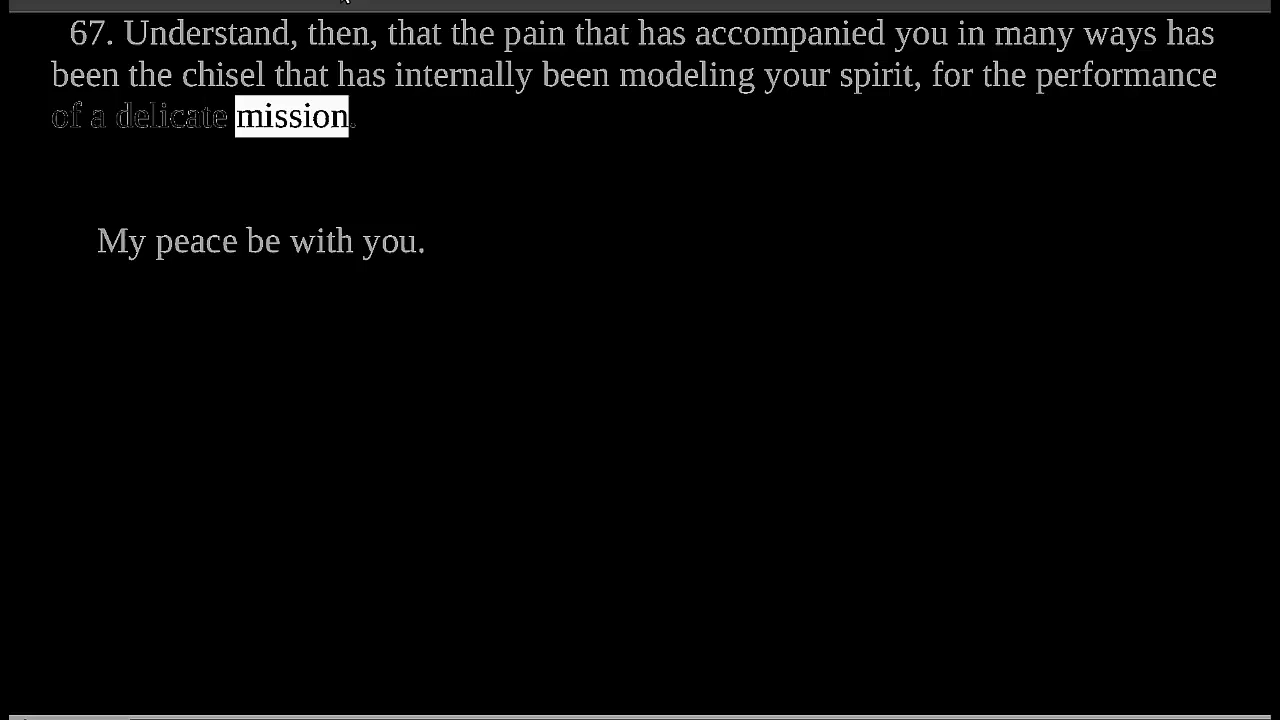 67. Understand, then, that the pain that has accompanied you in many ways has
been the chisel that has internally been modeling your spirit, for the performance
of a delicate mission.
My peace be with you.